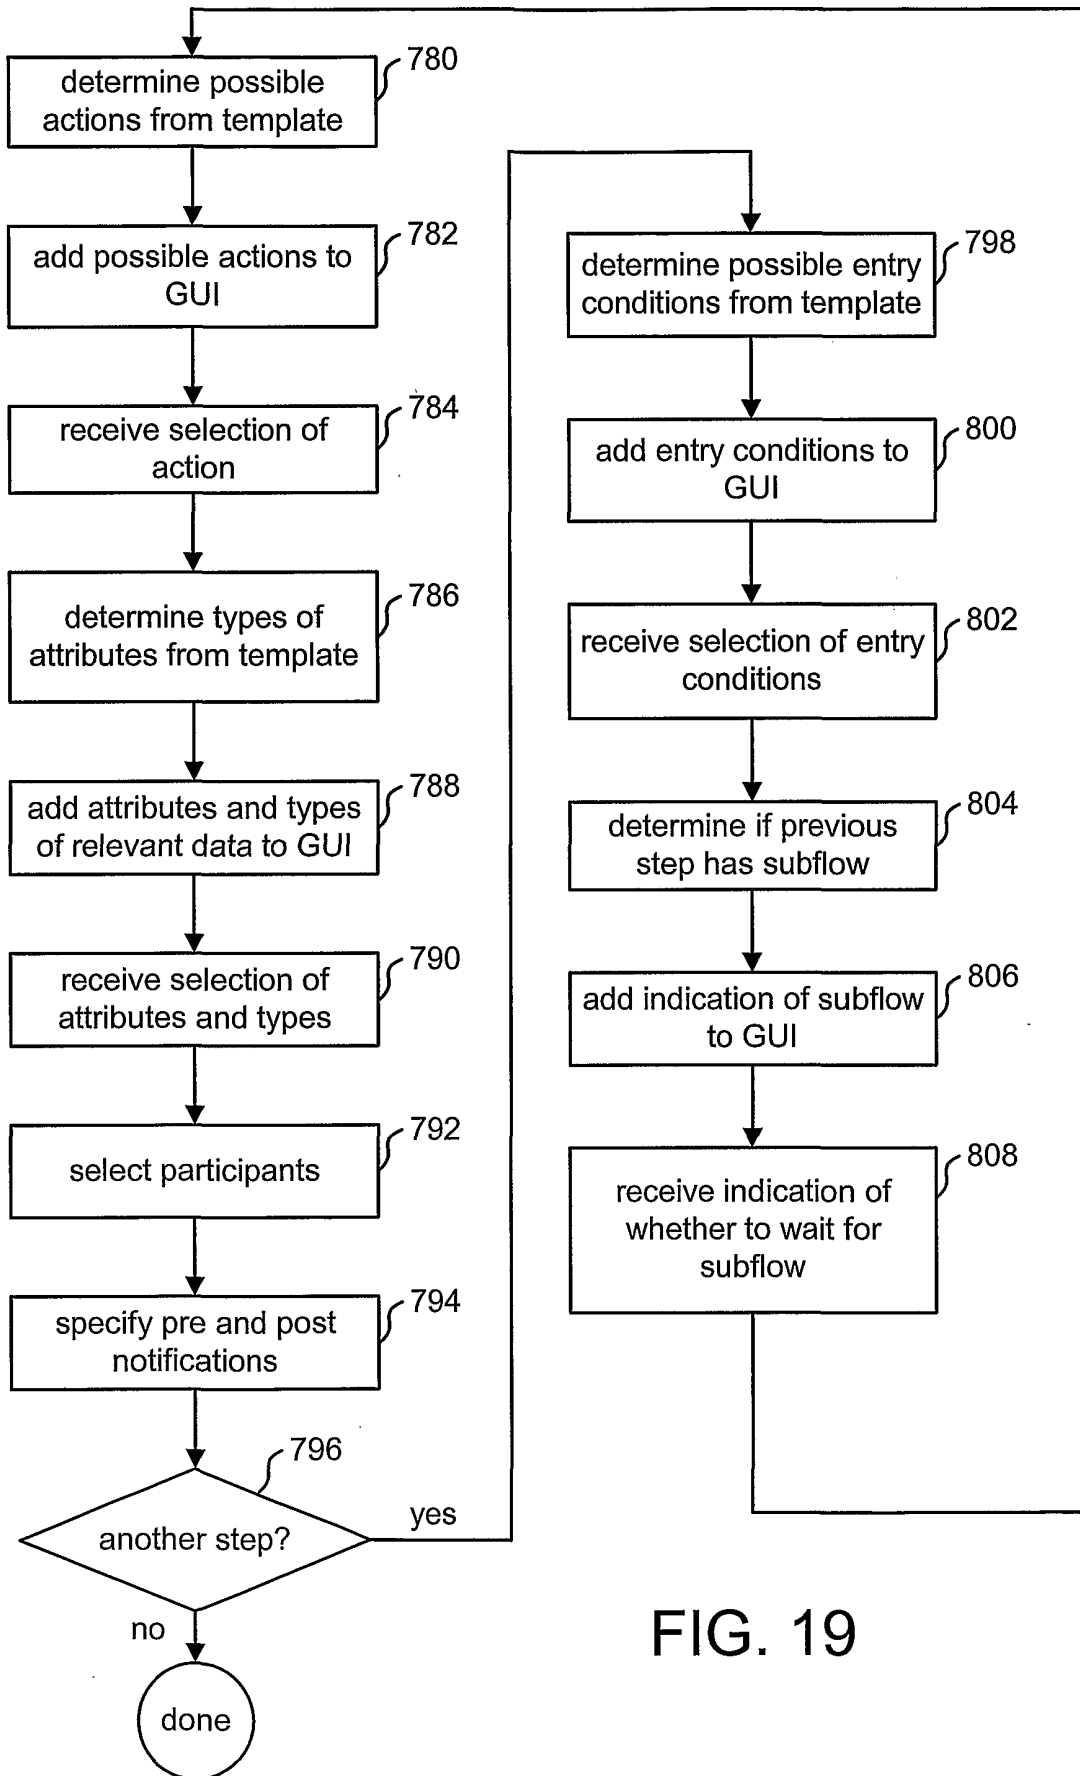 780
determine possible
actions from template
782
add possible actions to
GUI
784
receive selection of
action
786
determine types of
attributes from template
788
add attributes and types
of relevant data to GUI
790
receive selection of
attributes and types
792
select participants
794
specify pre and post
notifications
796
another step?
yes
no
done
798
determine possible entry
conditions from template
800
add entry conditions to
GUI
802
receive selection of entry
conditions
804
determine if previous
step has subflow
806
add indication of subflow
to GUI
808
receive indication of
whether to wait for
subflow
FIG. 19